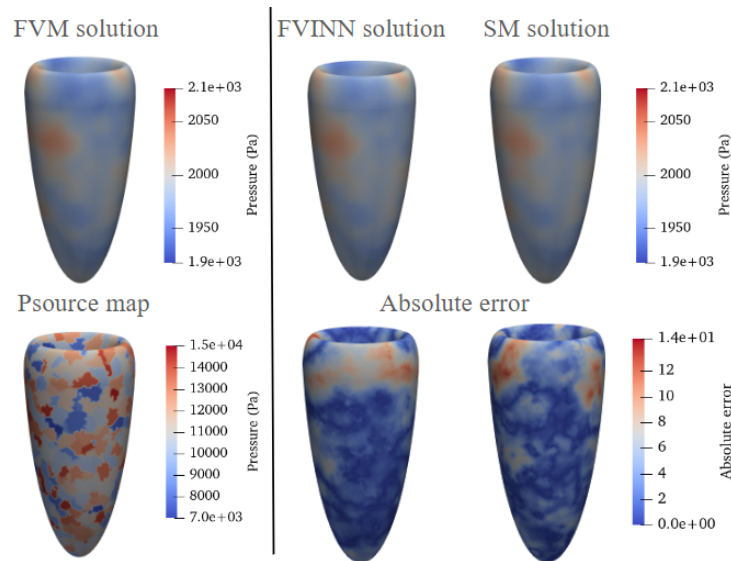 FVM solution
FVINN solution
SM solution
2.1e+03
2050
2000
1950
1.9e+03
Pressure (Pa)
2.1e+03
2050
2000
1950
1.9e+03
Pressure (Pa)
Psource map
Absolute error
1.5e+04
14000
13000
12000
11000
10000
9000
8000
7.0e+03
Pressure (Pa)
1.4e+01
12
10
8
6
4
2
0.0e+00
Absolute error